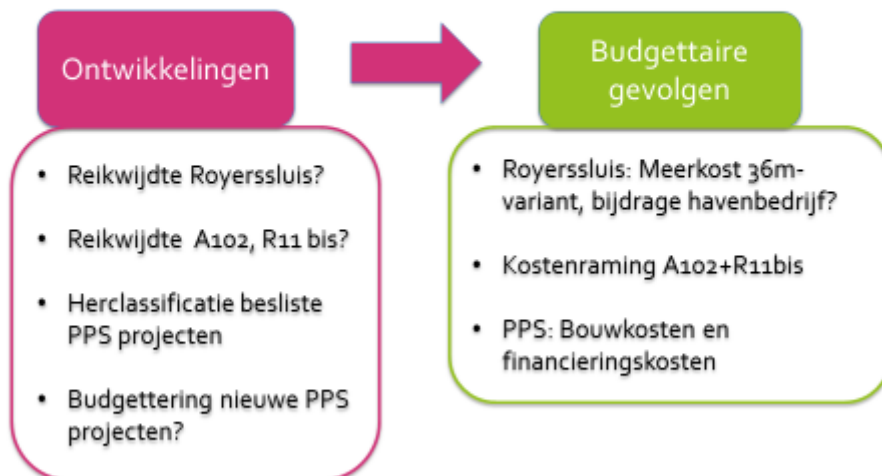 Ontwikkelingen
• Reikwijdte Royerssluis?
• Reikwijdte A102, R11 bis?
• Herclassificatie besliste
PPS projecten
• Budgettering nieuwe PPS
projecten?
Budgettaire
gevolgen
• Royerssluis: Meerkost 36m-
variant, bijdrage havenbedrijf?
• Kostenraming A102+R11bis
• PPS: Bouwkosten en
financieringskosten